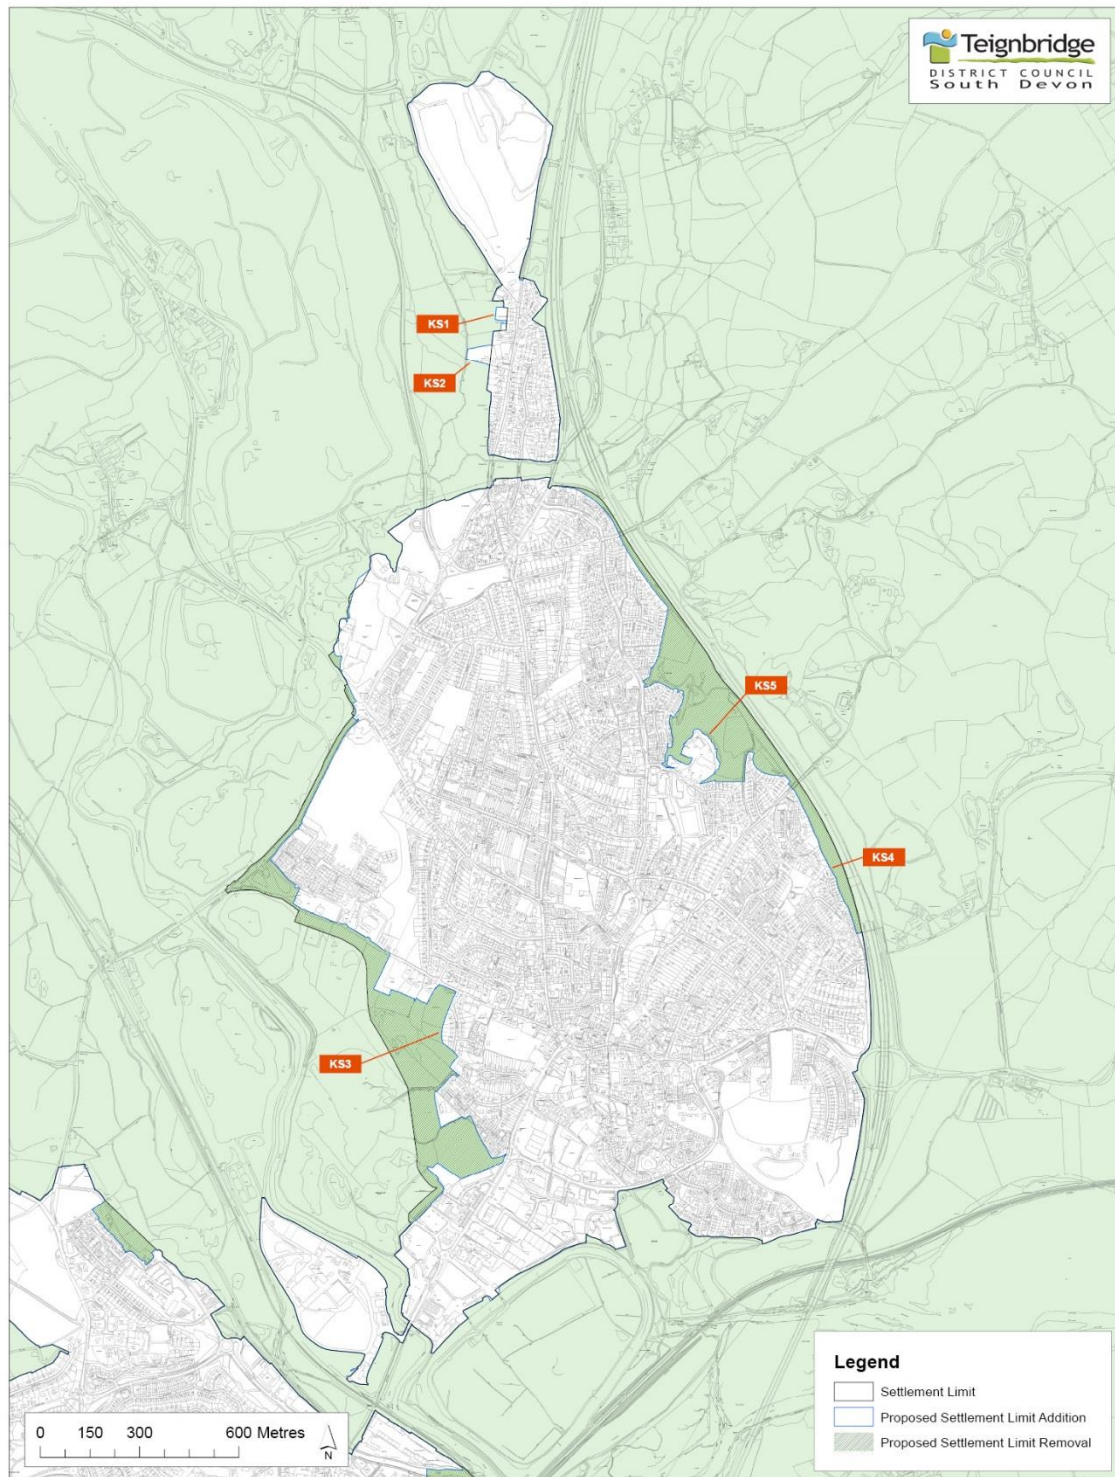 Teignbridge
DISTRICT COUNCIL
South Devon
KS1
KS2
KS5
KS4
KS3
Legend
Settlement Limit
Proposed Settlement Limit Addition
Proposed Settlement Limit Removal
0 150 300 600 Metres
N